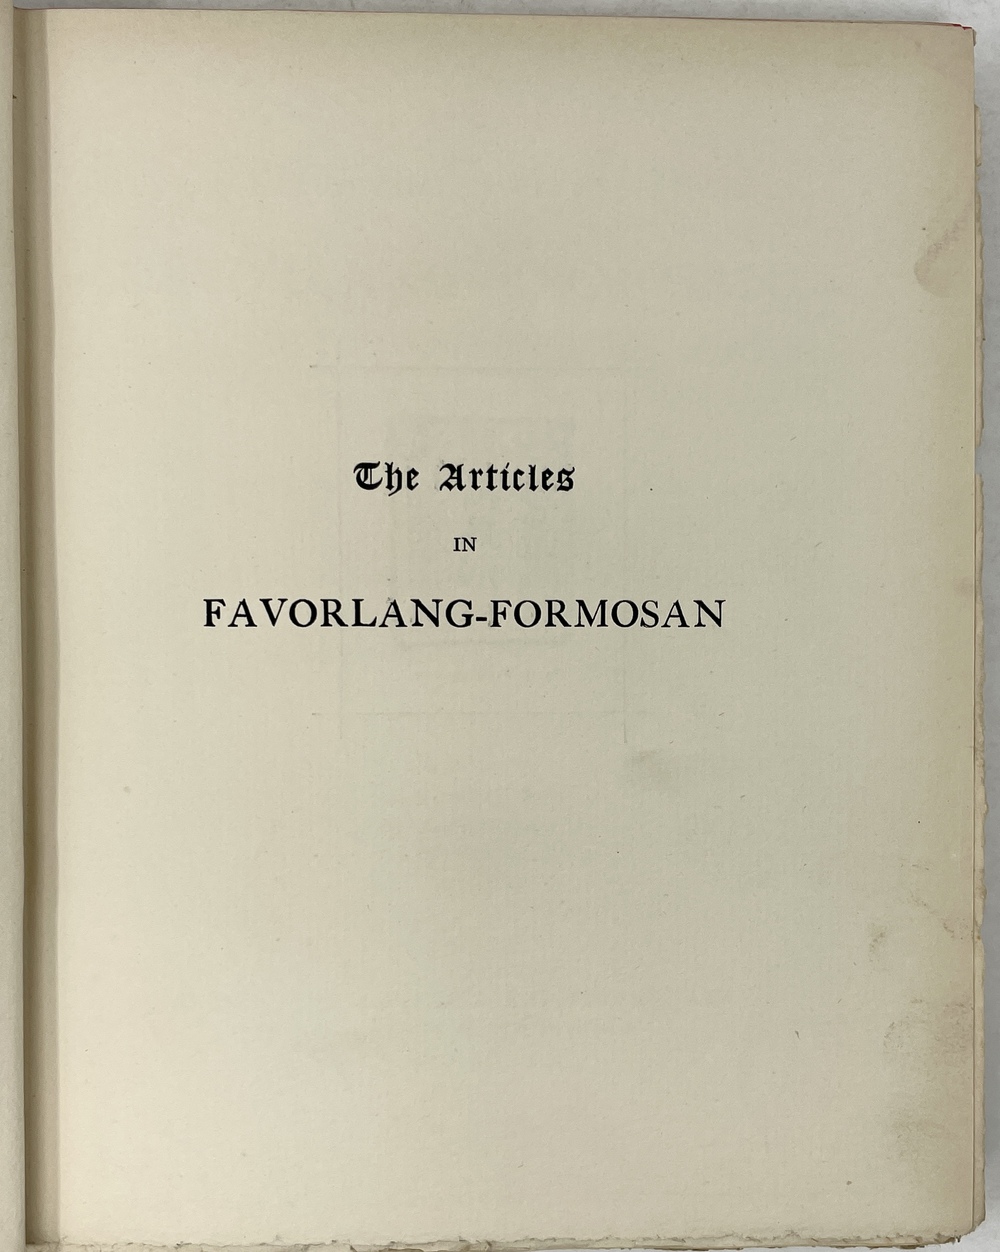 The Articles
IN
FAVORLANG-FORMOSAN